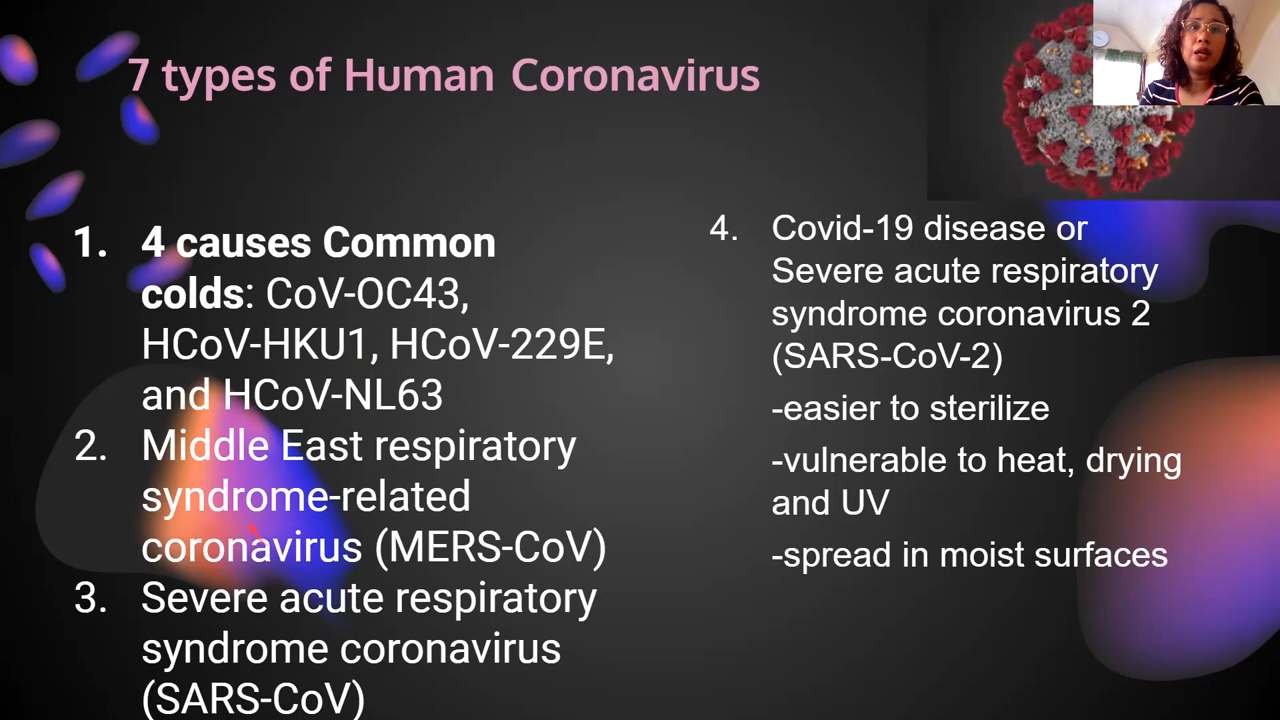 7 types of Human Coronavirus
1. 4 causes Common
colds: CoV-OC43,
HCoV-HKU1, HCoV-229E,
and HCoV-NL63
2. Middle East respiratory
syndrome-related
coronavirus (MERS-CoV)
3. Severe acute respiratory
syndrome coronavirus
(SARS-CoV)
4. Covid-19 disease or
Severe acute respiratory
syndrome coronavirus 2
(SARS-CoV-2)
-easier to sterilize
-vulnerable to heat, drying
and UV
-spread in moist surfaces